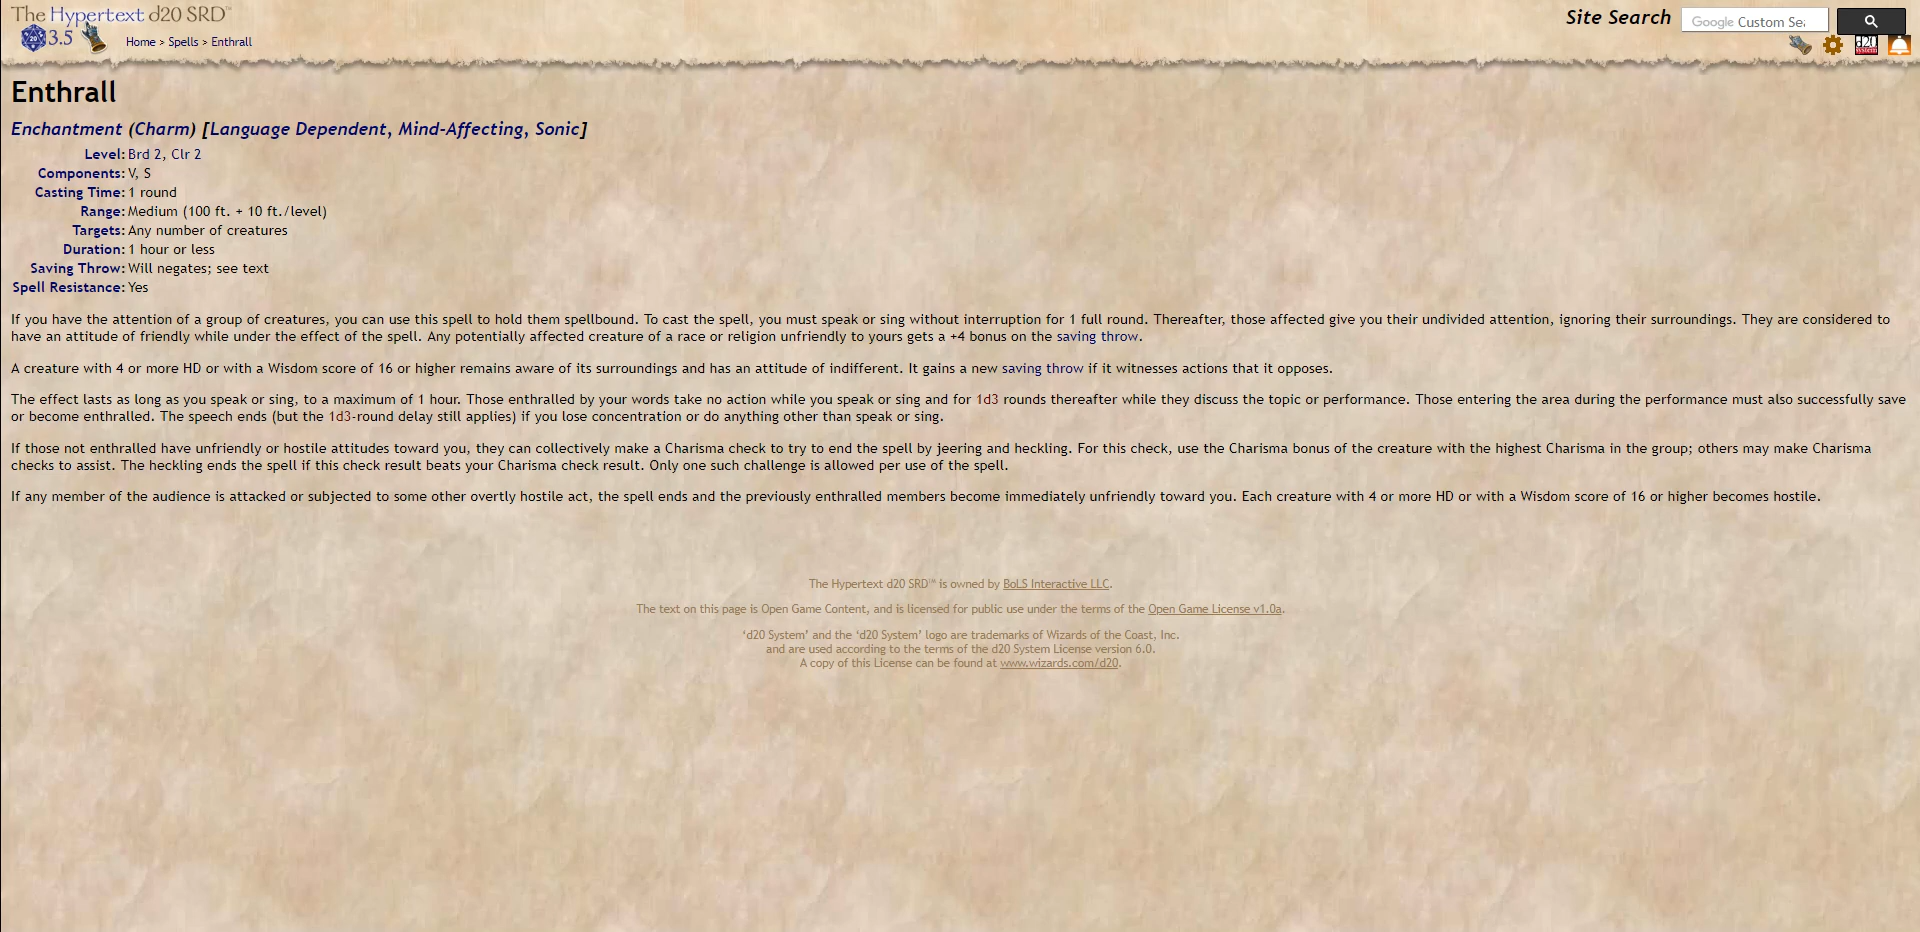 The Hypertext d20 SRD™
3.5
Home > Spells > Enthrall
Site Search
Google Custom Sea
d20
system
Enthrall
Enchantment (Charm) [Language Dependent, Mind-Affecting, Sonic]
Level: Brd 2, Clr 2
Components: V, S
Casting Time: 1 round
Range: Medium (100 ft. + 10 ft./level)
Targets: Any number of creatures
Duration: 1 hour or less
Saving Throw: Will negates; see text
Spell Resistance: Yes
If you have the attention of a group of creatures, you can use this spell to hold them spellbound. To cast the spell, you must speak or sing without interruption for 1 full round. Thereafter, those affected give you their undivided attention, ignoring their surroundings. They are considered to
have an attitude of friendly while under the effect of the spell. Any potentially affected creature of a race or religion unfriendly to yours gets a +4 bonus on the saving throw.
A creature with 4 or more HD or with a Wisdom score of 16 or higher remains aware of its surroundings and has an attitude of indifferent. It gains a new saving throw if it witnesses actions that it opposes.
The effect lasts as long as you speak or sing, to a maximum of 1 hour. Those enthralled by your words take no action while you speak or sing and for 1d3 rounds thereafter while they discuss the topic or performance. Those entering the area during the performance must also successfully save
or become enthralled. The speech ends (but the 1d3-round delay still applies) if you lose concentration or do anything other than speak or sing.
If those not enthralled have unfriendly or hostile attitudes toward you, they can collectively make a Charisma check to try to end the spell by jeering and heckling. For this check, use the Charisma bonus of the creature with the highest Charisma in the group; others may make Charisma
checks to assist. The heckling ends the spell if this check result beats your Charisma check result. Only one such challenge is allowed per use of the spell.
If any member of the audience is attacked or subjected to some other overtly hostile act, the spell ends and the previously enthralled members become immediately unfriendly toward you. Each creature with 4 or more HD or with a Wisdom score of 16 or higher becomes hostile.
The Hypertext d20 SRD™ is owned by BoLS Interactive LLC.
The text on this page is Open Game Content, and is licensed for public use under the terms of the Open Game License v1.0a.
‘d20 System’ and the ‘d20 System’ logo are trademarks of Wizards of the Coast, Inc.
and are used according to the terms of the d20 System License version 6.0.
A copy of this License can be found at www.wizards.com/d20.